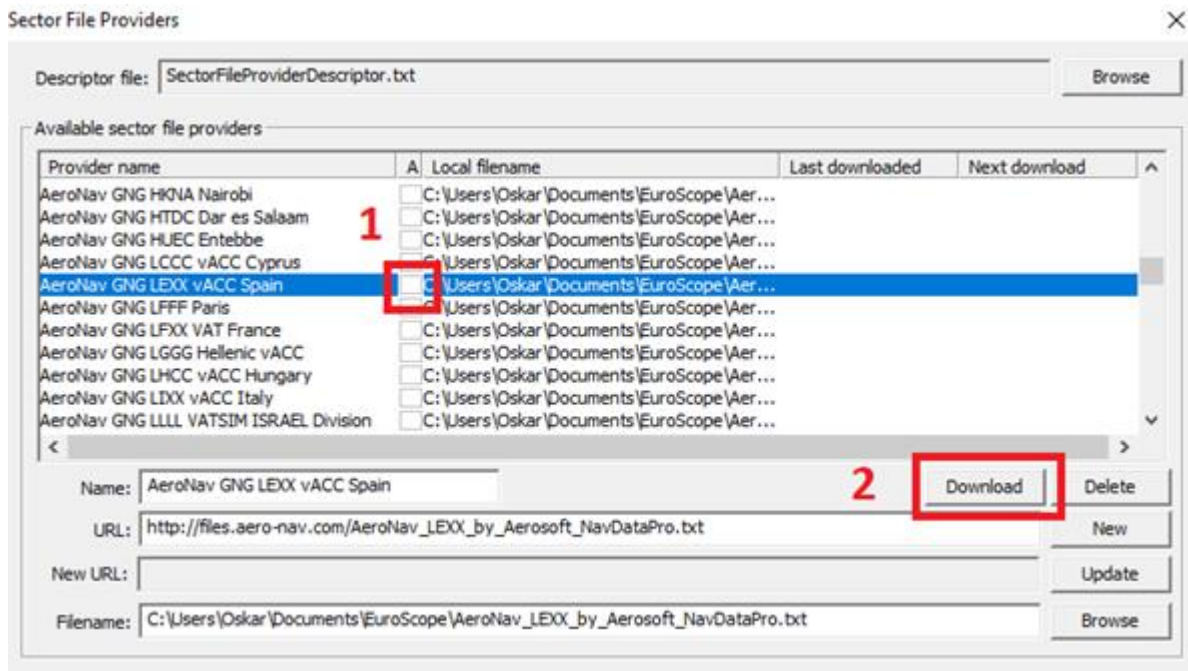 Sector File Providers
Descriptor file: SectorFileProviderDescriptor.txt Browse
Available sector file providers
Provider name A Local filename Last downloaded Next download
AeroNav GNG HKNA Nairobi C:\Users\Oskar\Documents\EuroScope\Aer...
AeroNav GNG HTDC Dar es Salaam C:\Users\Oskar\Documents\EuroScope\Aer...
1
AeroNav GNG HUEC Entebbe C:\Users\Oskar\Documents\EuroScope\Aer...
AeroNav GNG LCCC vACC Cyprus C:\Users\Oskar\Documents\EuroScope\Aer...
AeroNav GNG LEXX vACC Spain C:\Users\Oskar\Documents\EuroScope\Aer...
AeroNav GNG LFFF Paris C:\Users\Oskar\Documents\EuroScope\Aer...
AeroNav GNG LFXX VAT France C:\Users\Oskar\Documents\EuroScope\Aer...
AeroNav GNG LGGG Hellenic vACC C:\Users\Oskar\Documents\EuroScope\Aer...
AeroNav GNG LHCC vACC Hungary C:\Users\Oskar\Documents\EuroScope\Aer...
AeroNav GNG LIXX vACC Italy C:\Users\Oskar\Documents\EuroScope\Aer...
AeroNav GNG LLLL VATSIM ISRAEL Division C:\Users\Oskar\Documents\EuroScope\Aer...
Name: AeroNav GNG LEXX vACC Spain 2 Download Delete
URL: http://files.aero-nav.com/AeroNav_LEXX_by_Aerosoft_NavDataPro.txt New
New URL: Update
Filename: C:\Users\Oskar\Documents\EuroScope\AeroNav_LEXX_by_Aerosoft_NavDataPro.txt Browse